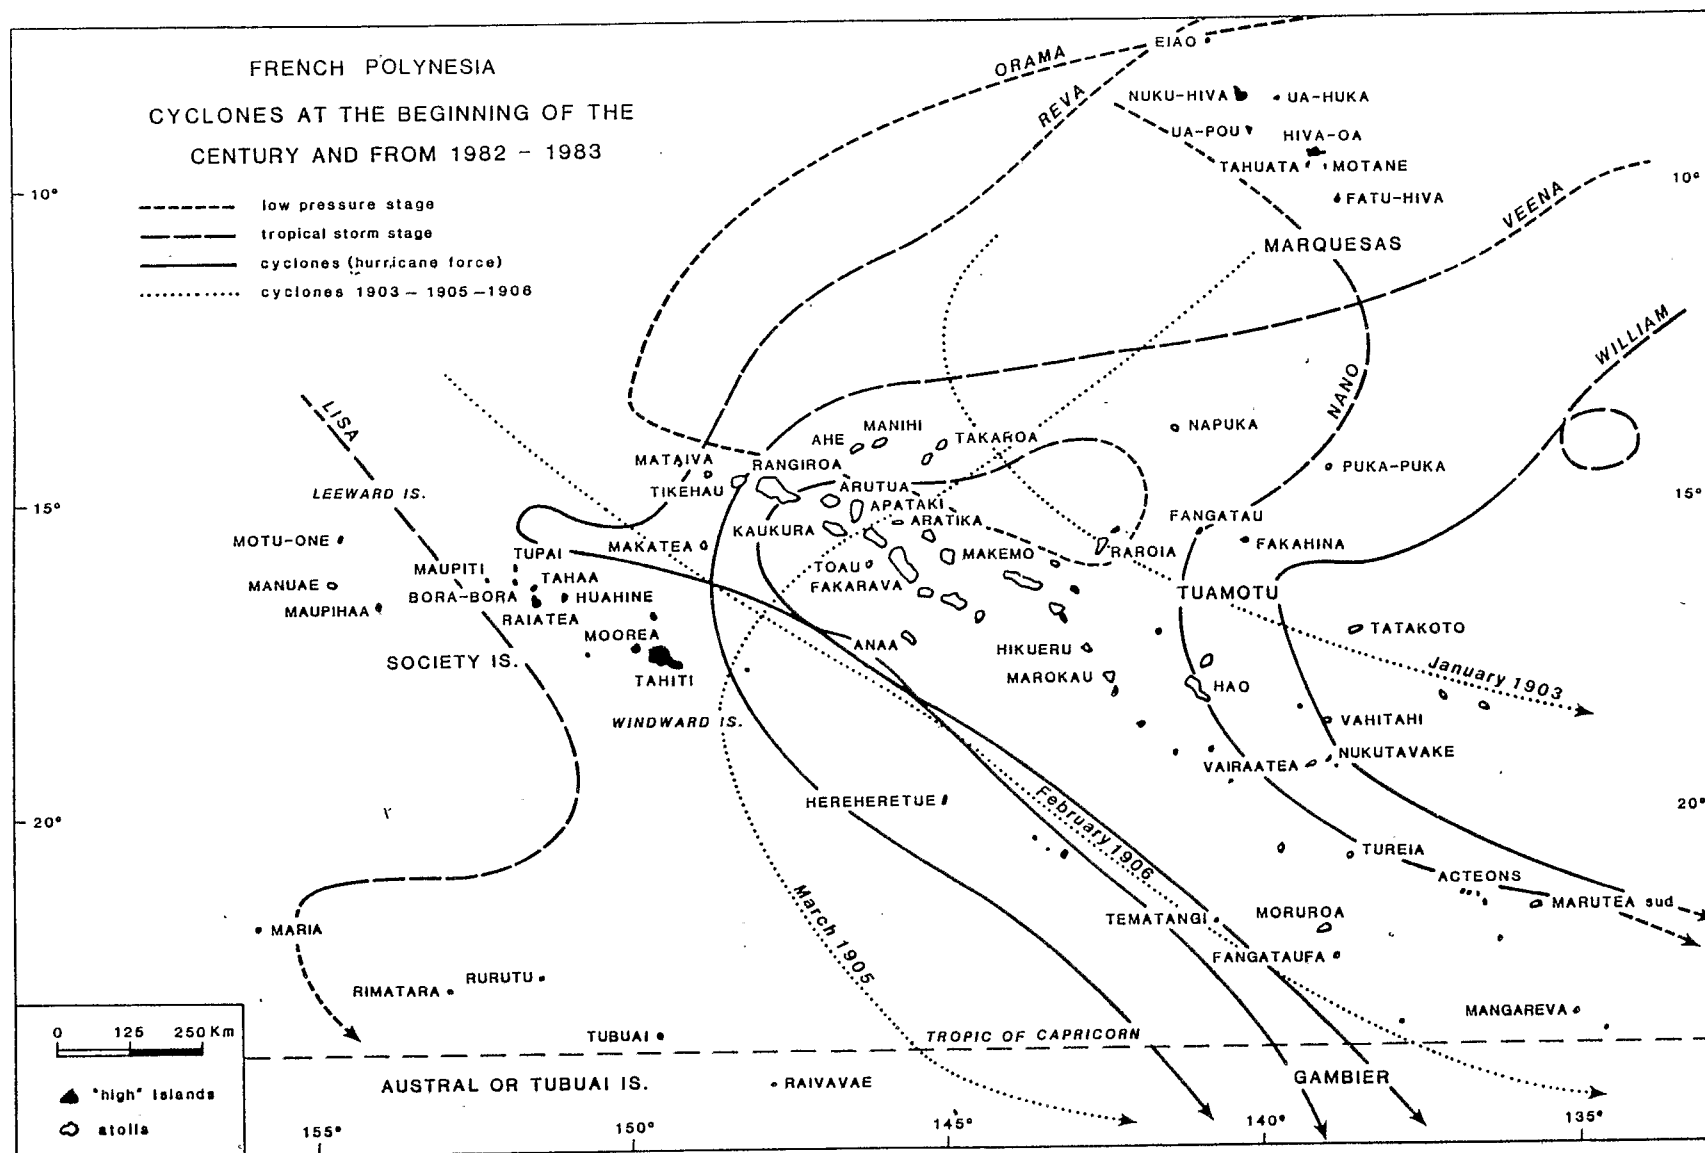 FRENCH POLYNESIA
CYCLONES AT THE BEGINNING OF THE
CENTURY AND FROM 1982 - 1983
low pressure stage
tropical storm stage
cyclones (hurricane force)
cyclones 1903 - 1905 - 1906
ORAMA
REVA
EIAO
NUKU-HIVA
UA-HUKA
UA-POU
HIVA-OA
TAHUATA
MOTANE
FATU-HIVA
MARQUESAS
VEENA
WILLIAM
NANO
LISA
10°
10°
LEEWARD IS.
MATAIVA
TIKEHAU
RANGIROA
AHE
MANIHI
TAKAROA
NAPUKA
PUKA-PUKA
ARUTUA
APATAKI
ARATIKA
KAUKURA
15°
15°
MOTU-ONE
MANUAE
MAUPIHAA
MAUPITI
TUPAI
BORA-BORA
TAHAA
HUAHINE
RAIATEA
MAKATEA
TOAU
FAKARAVA
MAKEMO
RAROIA
FANGATAU
FAKAHINA
TUAMOTU
TATAKOTO
January 1903
SOCIETY IS.
MOOREA
TAHITI
WINDWARD IS.
ANAA
HIKUERU
MAROKAU
HAO
VAHITAHI
VAIRAATEA
NUKUTAVAKE
HEREHERETUE
20°
20°
February 1906
March 1905
TUREIA
ACTEONS
MARUTEA sud
TEMATANGI
MORUROA
FANGATAUFA
MANGAREVA
MARIA
RIMATARA
RURUTU
TUBUAI
TROPIC OF CAPRICORN
AUSTRAL OR TUBUAI IS.
RAIVAVAE
GAMBIER
0 125 250 Km
"high" Islands
atolls
155° 150° 145° 140° 135°